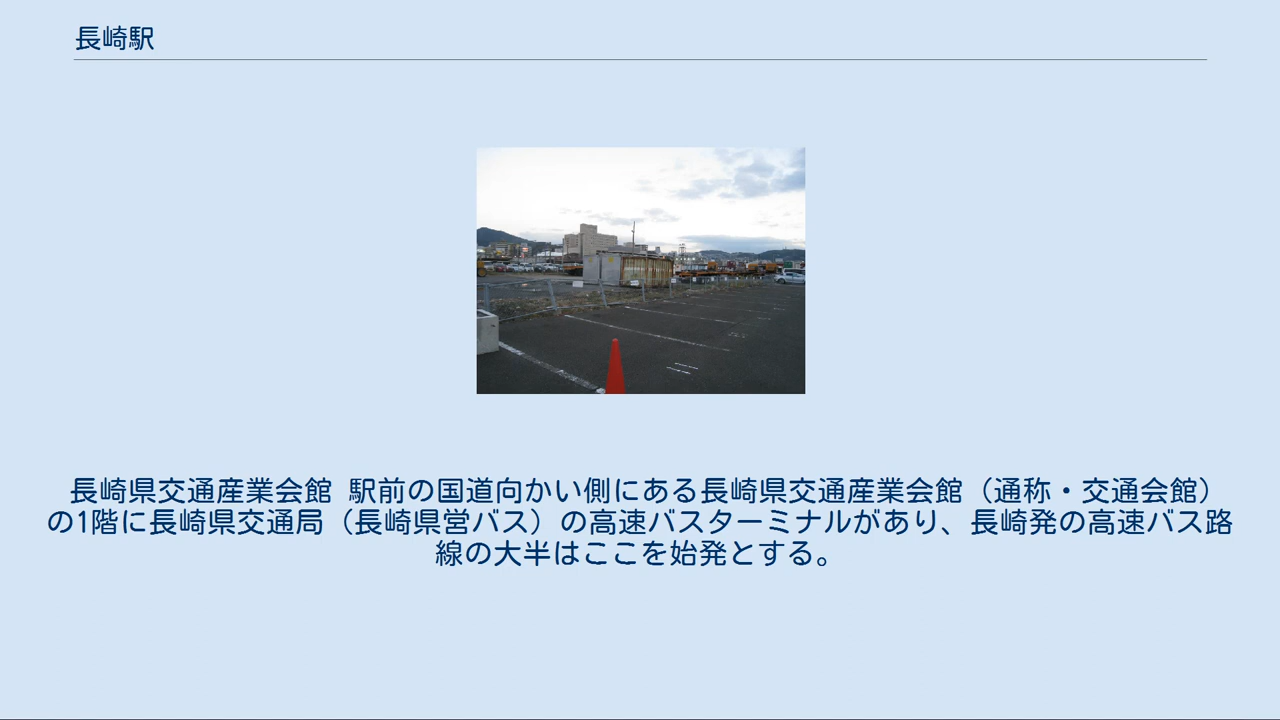 長崎駅
長崎県交通産業会館 駅前の国道向かい側にある長崎県交通産業会館（通称・交通会館）
の1階に長崎県交通局（長崎県営バス）の高速バスターミナルがあり、長崎発の高速バス路
線の大半はここを始発とする。